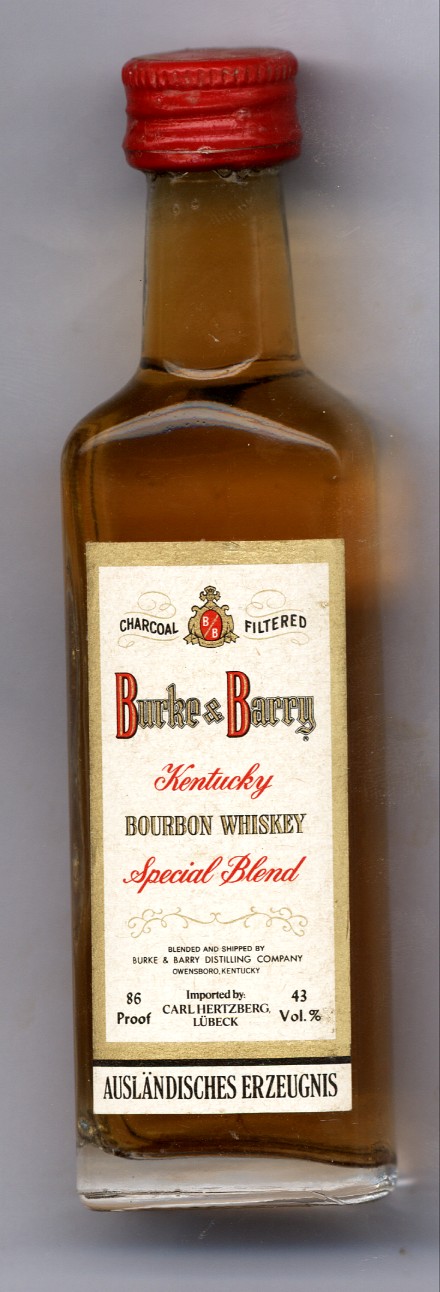 CHARCOAL FILTERED
B/B
Burke & Barry®
Kentucky
BOURBON WHISKEY
Special Blend
BLENDED AND SHIPPED BY
BURKE & BARRY DISTILLING COMPANY
OWENSBORO, KENTUCKY
86 Proof
Imported by:
CARL HERTZBERG,
LÜBECK
43 Vol.%
AUSLÄNDISCHES ERZEUGNIS